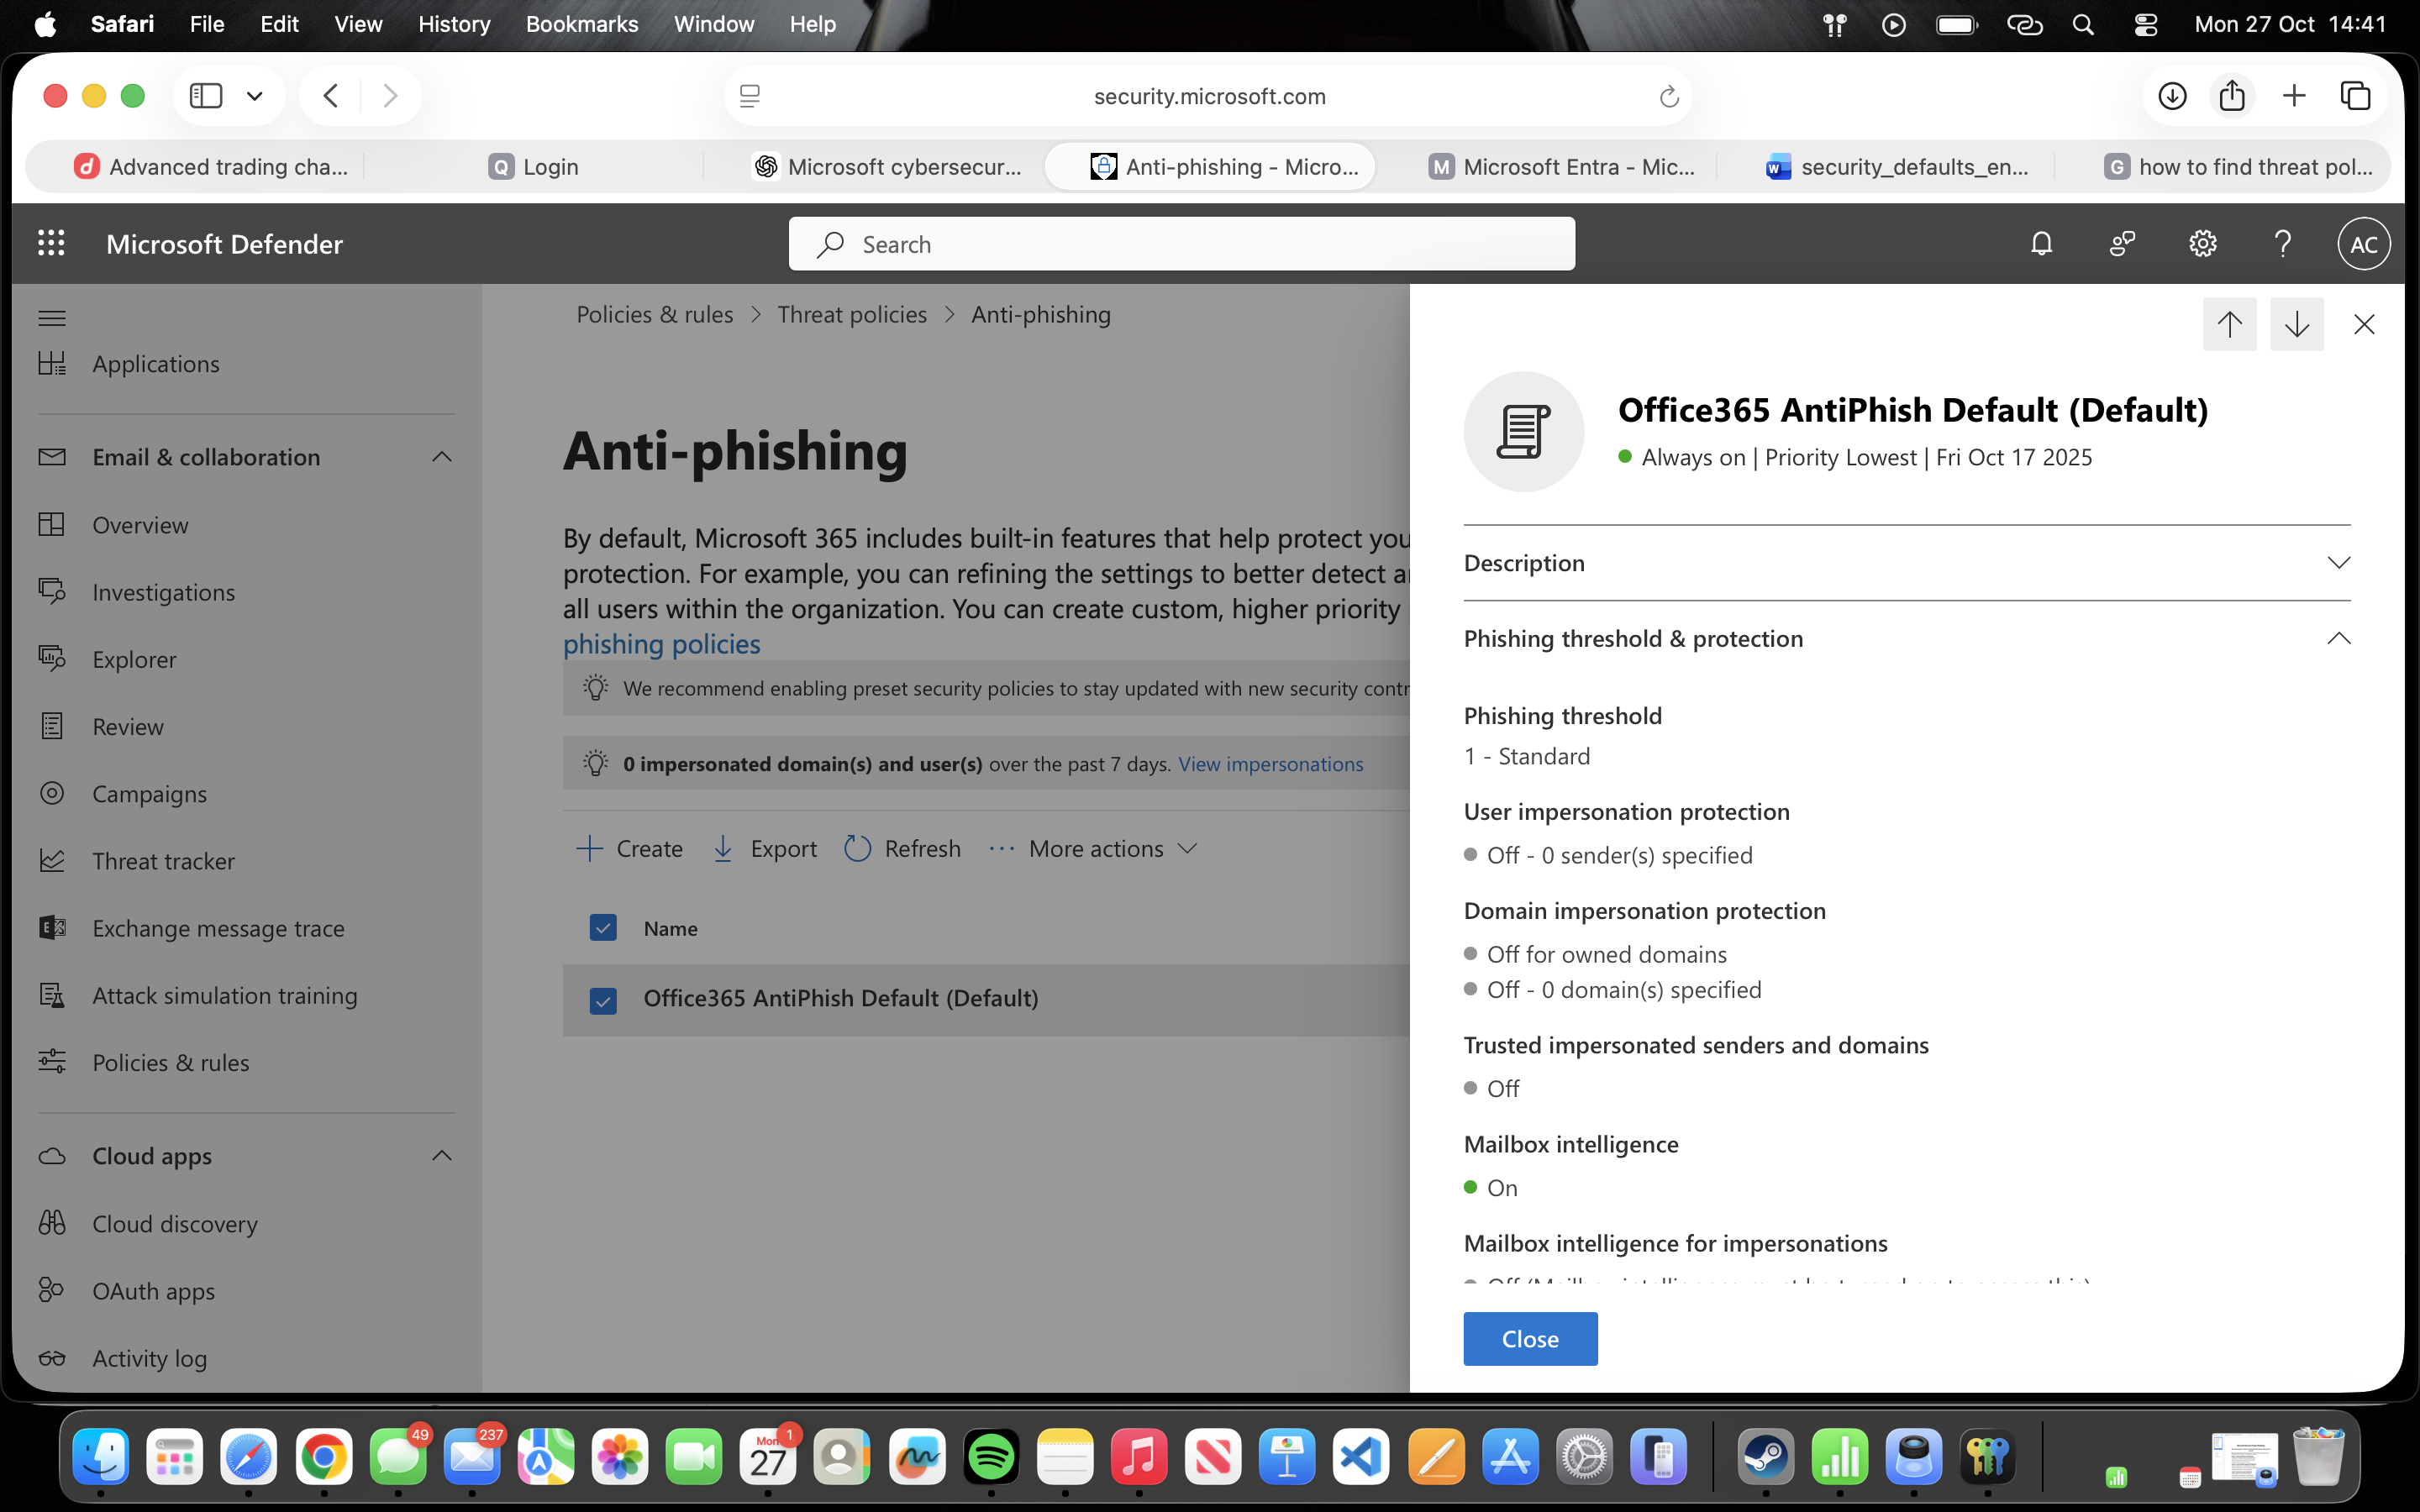 Safari File Edit View History Bookmarks Window Help Mon 27 Oct 14:41
security.microsoft.com
Advanced trading cha... Login Microsoft cybersecur... Anti-phishing - Micro... Microsoft Entra - Mic... security_defaults_en... how to find threat pol...
Microsoft Defender
Search
AC
Applications
Email & collaboration
Overview
Investigations
Explorer
Review
Campaigns
Threat tracker
Exchange message trace
Attack simulation training
Policies & rules
Cloud apps
Cloud discovery
OAuth apps
Activity log
Policies & rules > Threat policies > Anti-phishing
Anti-phishing
By default, Microsoft 365 includes built-in features that help protect you
protection. For example, you can refining the settings to better detect a
all users within the organization. You can create custom, higher priority
phishing policies
We recommend enabling preset security policies to stay updated with new security contr
0 impersonated domain(s) and user(s) over the past 7 days. View impersonations
Create Export Refresh More actions
Name
Office365 AntiPhish Default (Default)
Office365 AntiPhish Default (Default)
Always on | Priority Lowest | Fri Oct 17 2025
Description
Phishing threshold & protection
Phishing threshold
1 - Standard
User impersonation protection
Off - 0 sender(s) specified
Domain impersonation protection
Off for owned domains
Off - 0 domain(s) specified
Trusted impersonated senders and domains
Off
Mailbox intelligence
On
Mailbox intelligence for impersonations
Close
49
237
1
Mon
27